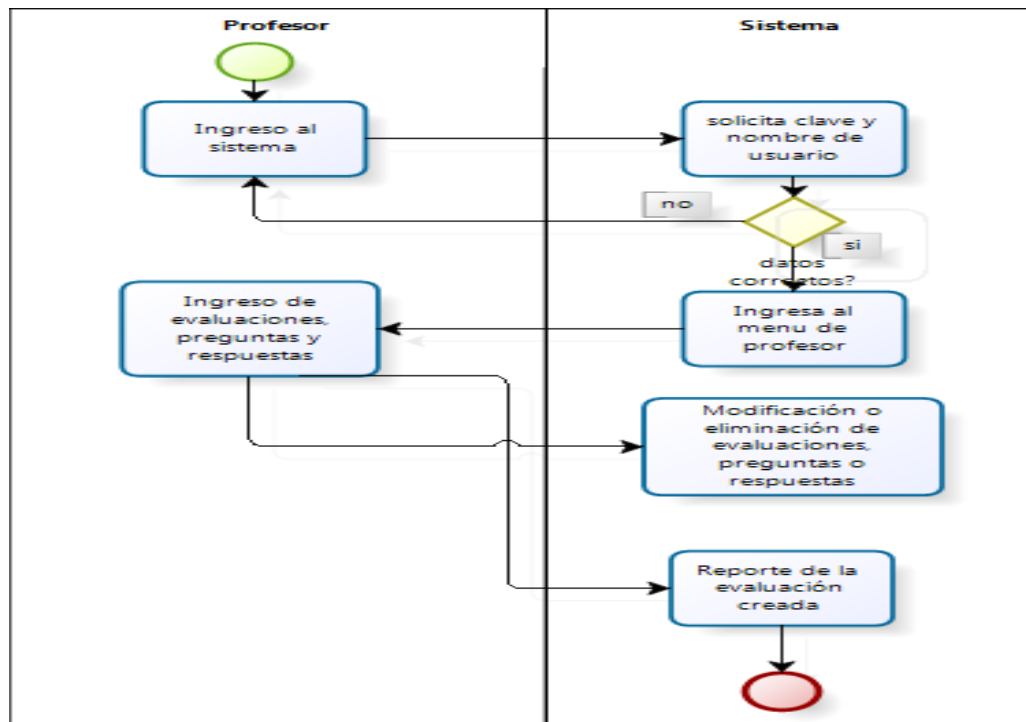 Profesor
Sistema
Ingreso al
sistema
solicita clave y
nombre de
usuario
no
si
datos
correctos?
Ingreso de
evaluaciones,
preguntas y
respuestas
Ingresa al
menu de
profesor
Modificación o
eliminación de
evaluaciones,
preguntas o
respuestas
Reporte de la
evaluación
creada